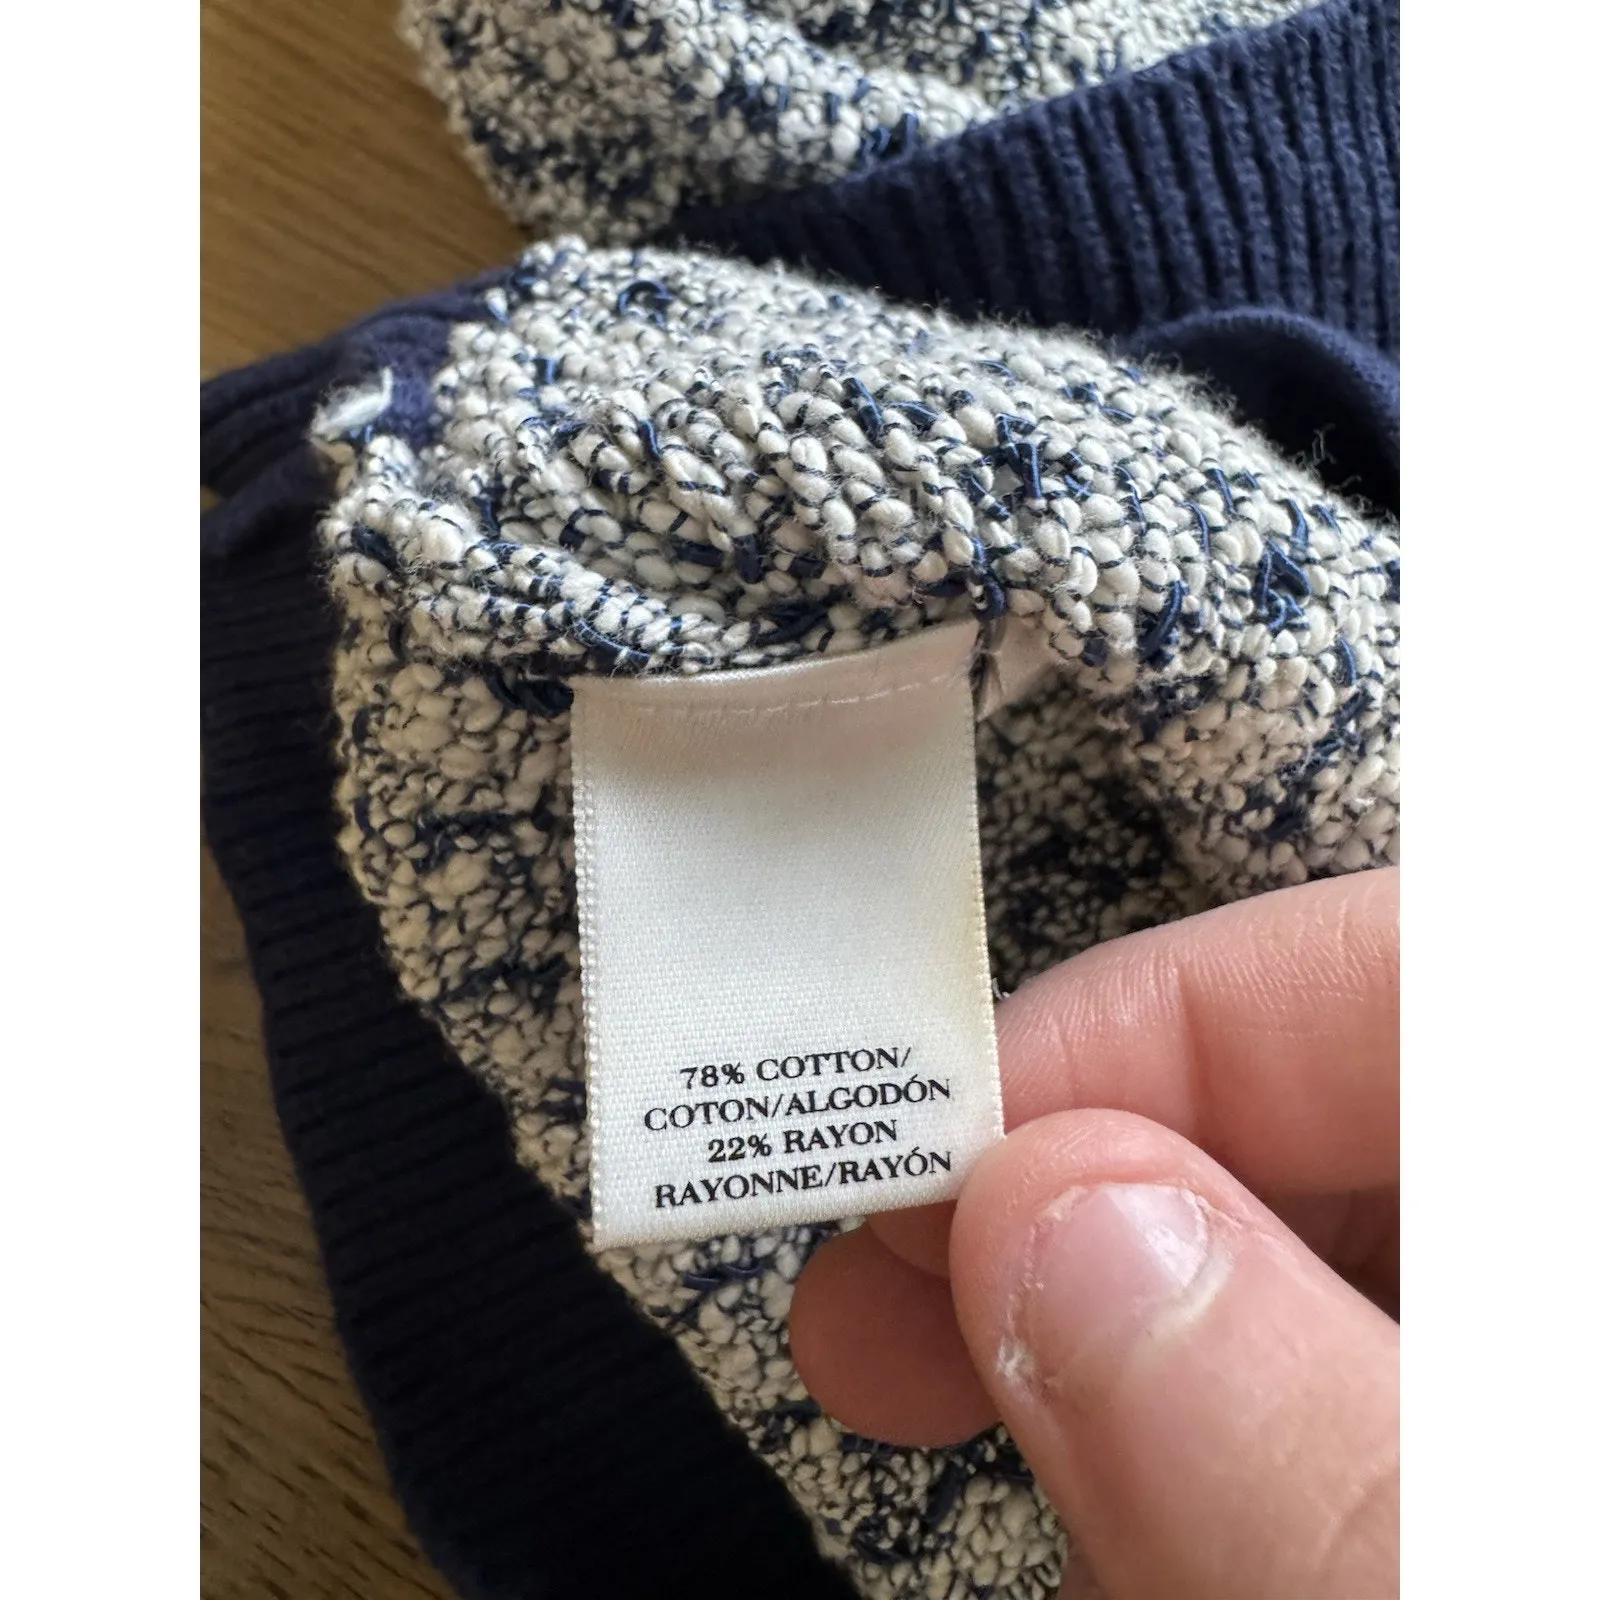 78% COTTON/
COTON/ALGODÓN
22% RAYON
RAYONNE/RAYÓN